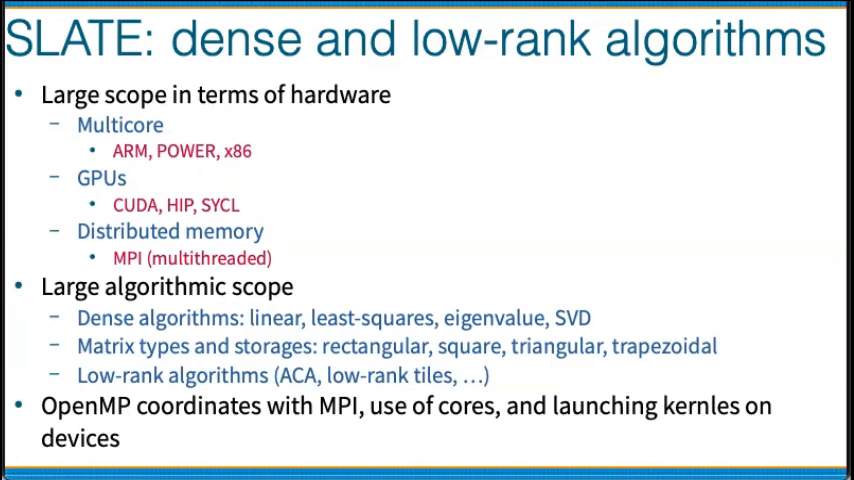 SLATE: dense and low-rank algorithms
• Large scope in terms of hardware
– Multicore
• ARM, POWER, x86
– GPUs
• CUDA, HIP, SYCL
– Distributed memory
• MPI (multithreaded)
• Large algorithmic scope
– Dense algorithms: linear, least-squares, eigenvalue, SVD
– Matrix types and storages: rectangular, square, triangular, trapezoidal
– Low-rank algorithms (ACA, low-rank tiles, …)
• OpenMP coordinates with MPI, use of cores, and launching kernles on
devices